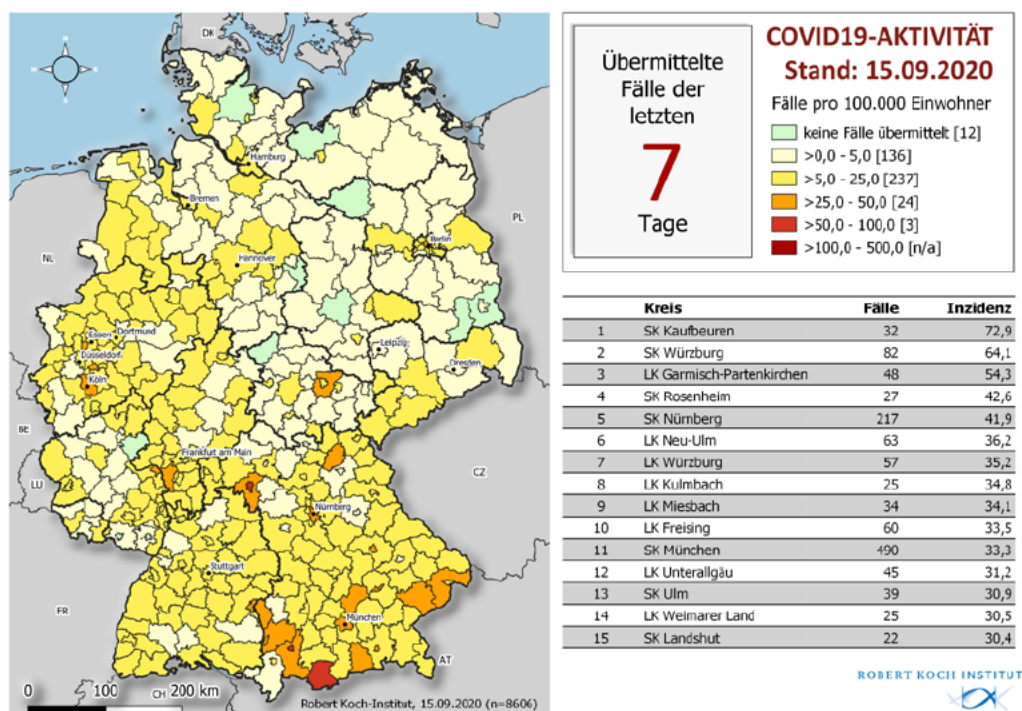 DK
PL
NL
BE
LU
CZ
FR
CH
AT
Hamburg
Bremen
Berlin
Hannover
Essen
Dortmund
Düsseldorf
Köln
Leipzig
Dresden
Frankfurt am Main
Nürnberg
Stuttgart
München
0 100 200 km
Robert Koch-Institut, 15.09.2020 (n=8606)
Übermittelte
Fälle der
letzten
7
Tage
COVID19-AKTIVITÄT
Stand: 15.09.2020
Fälle pro 100.000 Einwohner
keine Fälle übermittelt [12]
>0,0 - 5,0 [136]
>5,0 - 25,0 [237]
>25,0 - 50,0 [24]
>50,0 - 100,0 [3]
>100,0 - 500,0 [n/a]
Kreis Fälle Inzidenz
1 SK Kaufbeuren 32 72,9
2 SK Würzburg 82 64,1
3 LK Garmisch-Partenkirchen 48 54,3
4 SK Rosenheim 27 42,6
5 SK Nürnberg 217 41,9
6 LK Neu-Ulm 63 36,2
7 LK Würzburg 57 35,2
8 LK Kulmbach 25 34,8
9 LK Miesbach 34 34,1
10 LK Freising 60 33,5
11 SK München 490 33,3
12 LK Unterallgäu 45 31,2
13 SK Ulm 39 30,9
14 LK Weimarer Land 25 30,5
15 SK Landshut 22 30,4
ROBERT KOCH INSTITUT